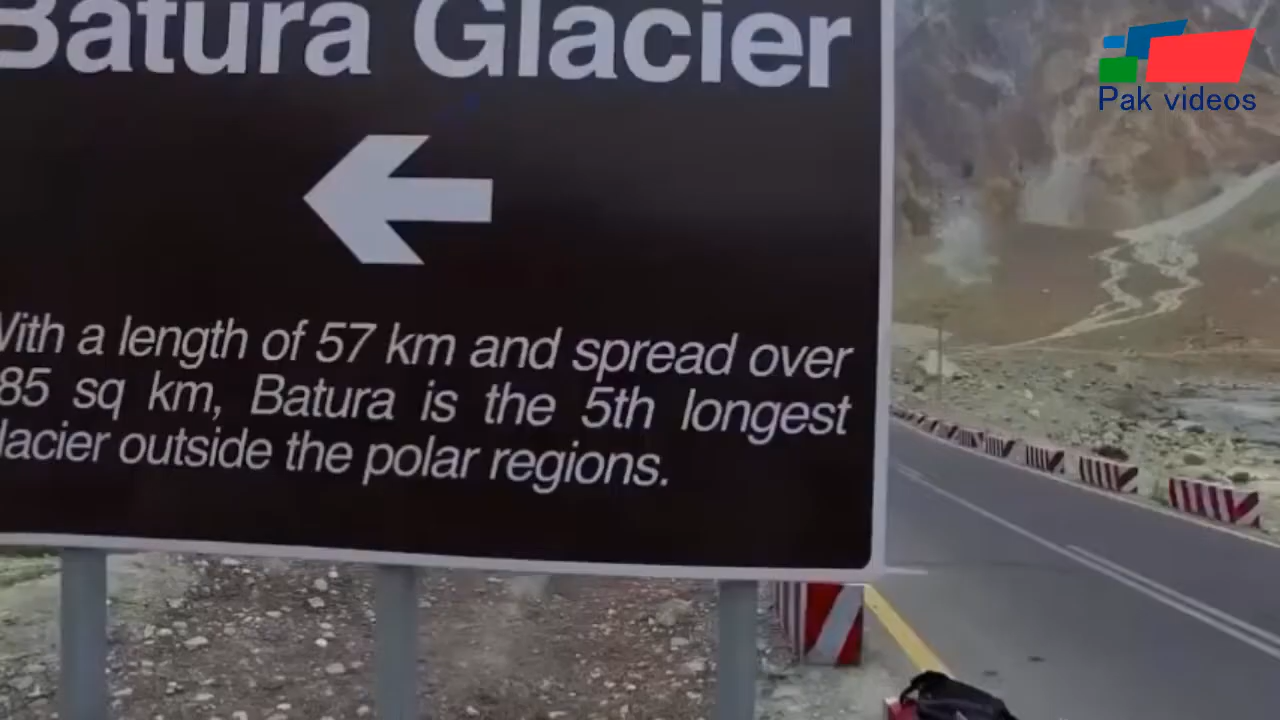 Batura Glacier
With a length of 57 km and spread over
85 sq km, Batura is the 5th longest
lacier outside the polar regions.
Pak videos